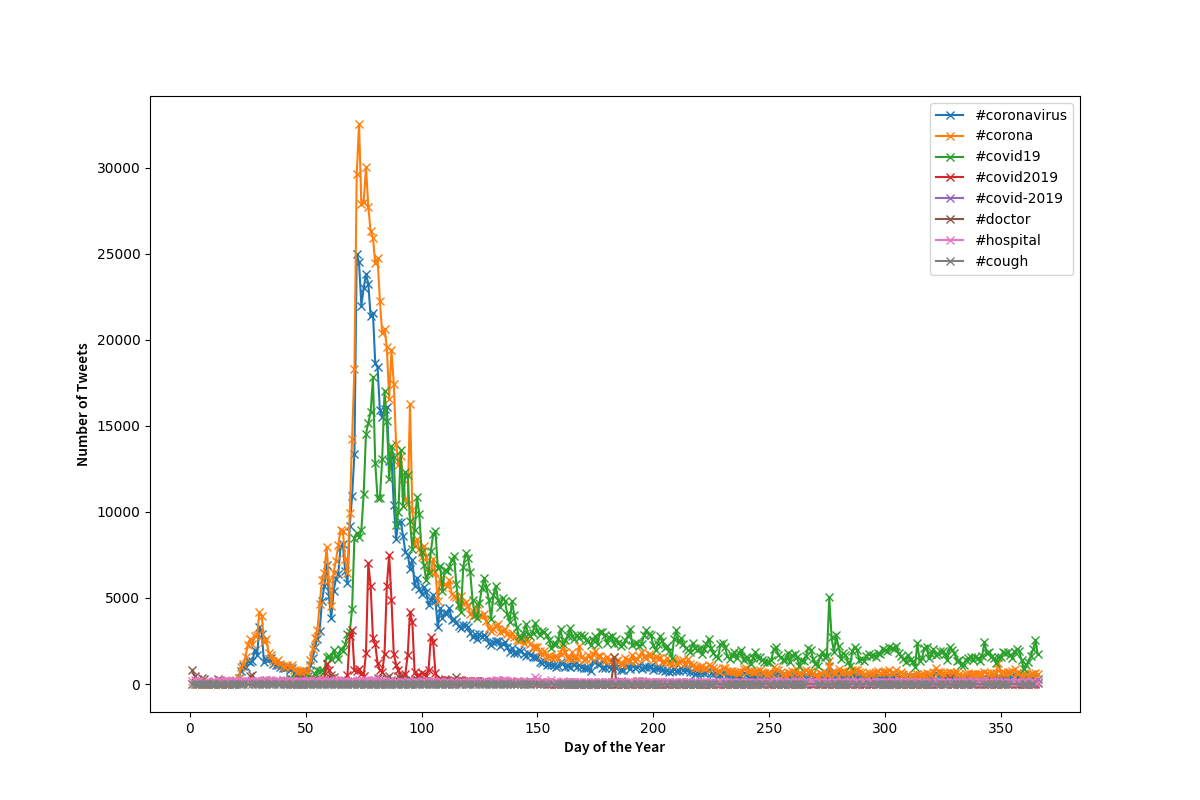 #coronavirus
#corona
#covid19
#covid2019
#covid-2019
#doctor
#hospital
#cough
30000
25000
20000
15000
10000
5000
0
Number of Tweets
0 50 100 150 200 250 300 350
Day of the Year